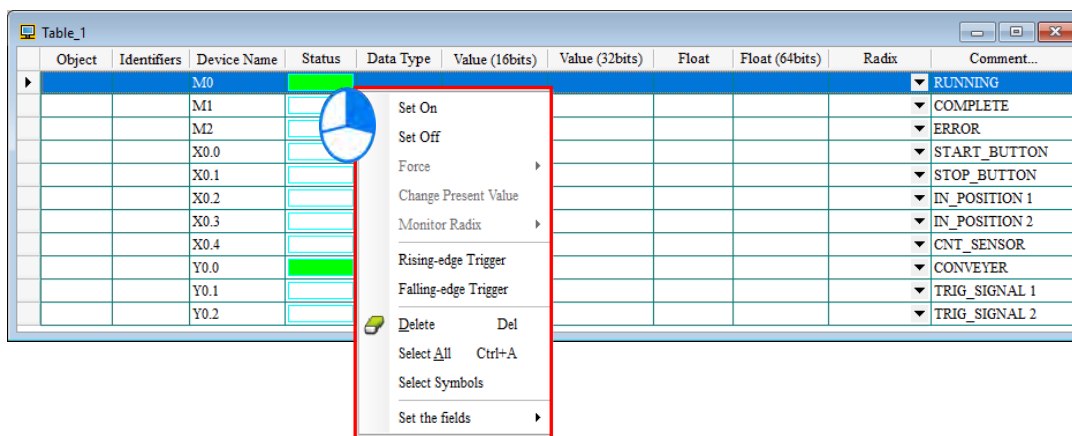 Table_1
Object Identifiers Device Name Status Data Type Value (16bits) Value (32bits) Float Float (64bits) Radix Comment...
M0 RUNNING
M1 COMPLETE
M2 ERROR
X0.0 START_BUTTON
X0.1 STOP_BUTTON
X0.2 IN_POSITION 1
X0.3 IN_POSITION 2
X0.4 CNT_SENSOR
Y0.0 CONVEYER
Y0.1 TRIG_SIGNAL 1
Y0.2 TRIG_SIGNAL 2
Set On
Set Off
Force
Change Present Value
Monitor Radix
Rising-edge Trigger
Falling-edge Trigger
Delete Del
Select All Ctrl+A
Select Symbols
Set the fields